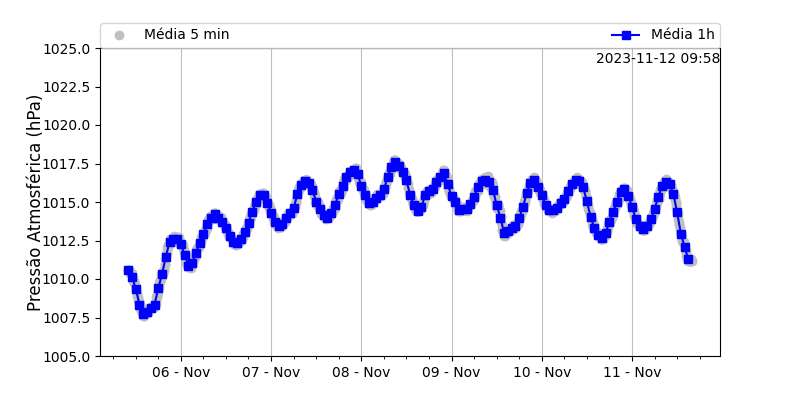 Média 5 min
Média 1h
2023-11-12 09:58
Pressão Atmosférica (hPa)
1025.0
1022.5
1020.0
1017.5
1015.0
1012.5
1010.0
1007.5
1005.0
06 - Nov
07 - Nov
08 - Nov
09 - Nov
10 - Nov
11 - Nov